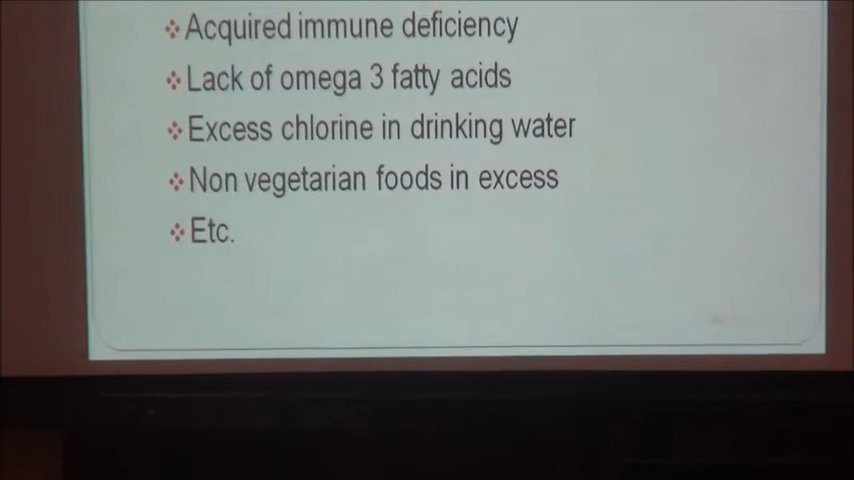 Acquired immune deficiency
Lack of omega 3 fatty acids
Excess chlorine in drinking water
Non vegetarian foods in excess
Etc.